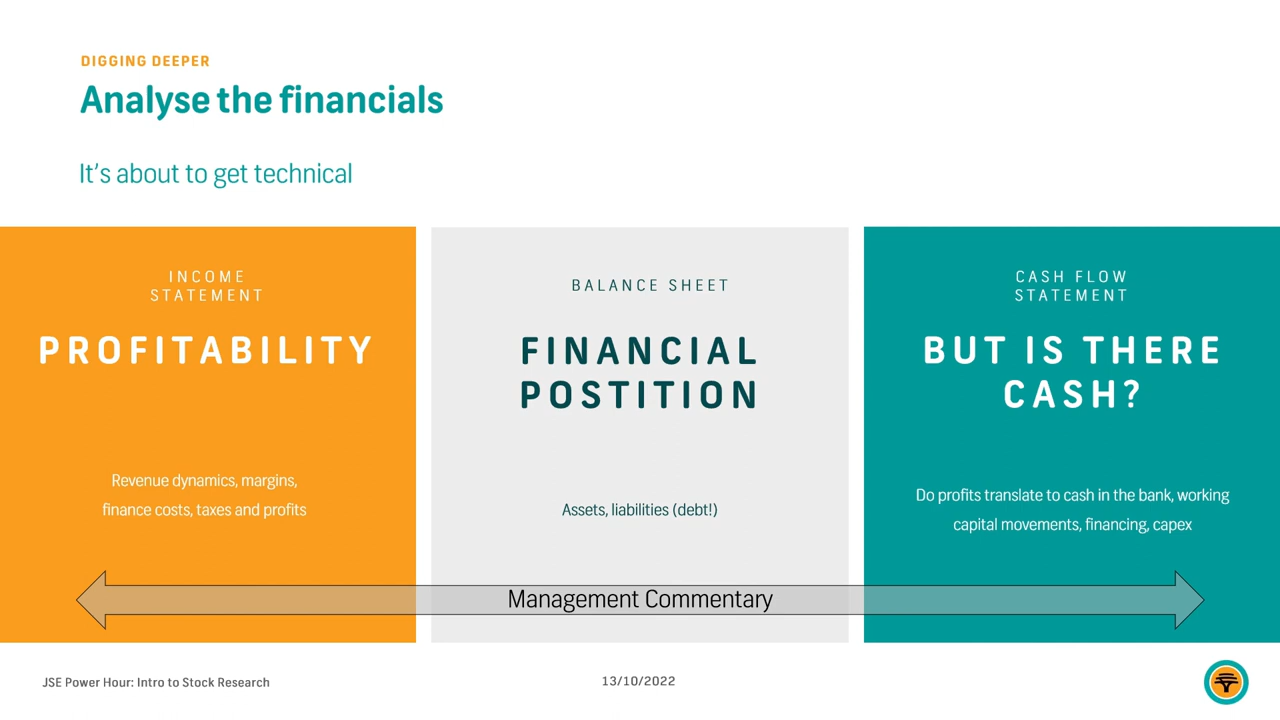 DIGGING DEEPER
Analyse the financials
It's about to get technical
INCOME
STATEMENT
PROFITABILITY
Revenue dynamics, margins,
finance costs, taxes and profits
BALANCE SHEET
FINANCIAL
POSTITION
Assets, liabilities (debt!)
CASH FLOW
STATEMENT
BUT IS THERE
CASH?
Do profits translate to cash in the bank, working
capital movements, financing, capex
Management Commentary
JSE Power Hour: Intro to Stock Research
13/10/2022